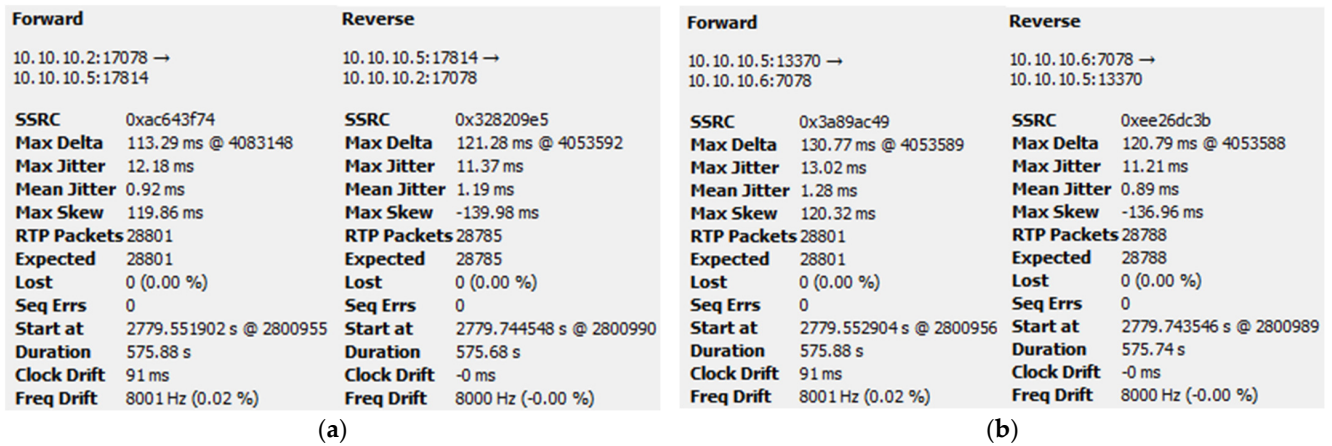 Forward
10.10.10.2:17078 →
10.10.10.5:17814
SSRC 0xac643f74
Max Delta 113.29 ms @ 4083148
Max Jitter 12.18 ms
Mean Jitter 0.92 ms
Max Skew 119.86 ms
RTP Packets 28801
Expected 28801
Lost 0 (0.00 %)
Seq Errs 0
Start at 2779.551902 s @ 2800955
Duration 575.88 s
Clock Drift 91 ms
Freq Drift 8001 Hz (0.02 %)
Reverse
10.10.10.5:17814 →
10.10.10.2:17078
SSRC 0x328209e5
Max Delta 121.28 ms @ 4053592
Max Jitter 11.37 ms
Mean Jitter 1.19 ms
Max Skew -139.98 ms
RTP Packets 28785
Expected 28785
Lost 0 (0.00 %)
Seq Errs 0
Start at 2779.744548 s @ 2800990
Duration 575.68 s
Clock Drift -0 ms
Freq Drift 8000 Hz (-0.00 %)
(a)
Forward
10.10.10.5:13370 →
10.10.10.6:7078
SSRC 0x3a89ac49
Max Delta 130.77 ms @ 4053589
Max Jitter 13.02 ms
Mean Jitter 1.28 ms
Max Skew 120.32 ms
RTP Packets 28801
Expected 28801
Lost 0 (0.00 %)
Seq Errs 0
Start at 2779.552904 s @ 2800956
Duration 575.88 s
Clock Drift 91 ms
Freq Drift 8001 Hz (0.02 %)
Reverse
10.10.10.6:7078 →
10.10.10.5:13370
SSRC 0xee26dc3b
Max Delta 120.79 ms @ 4053588
Max Jitter 11.21 ms
Mean Jitter 0.89 ms
Max Skew -136.96 ms
RTP Packets 28788
Expected 28788
Lost 0 (0.00 %)
Seq Errs 0
Start at 2779.743546 s @ 2800989
Duration 575.74 s
Clock Drift -0 ms
Freq Drift 8000 Hz (-0.00 %)
(b)